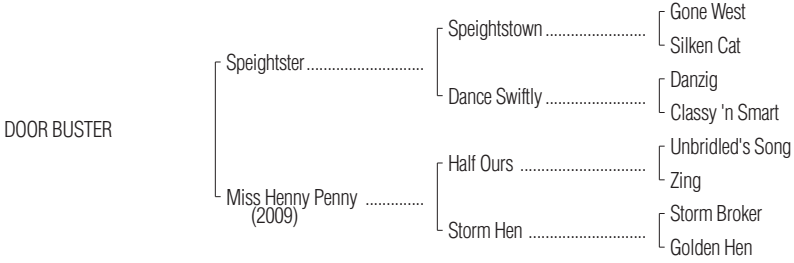 DOOR BUSTER
Speightster
Miss Henny Penny
(2009)
Speightstown
Dance Swiftly
Half Ours
Storm Hen
Gone West
Silken Cat
Danzig
Classy 'n Smart
Unbridled's Song
Zing
Storm Broker
Golden Hen